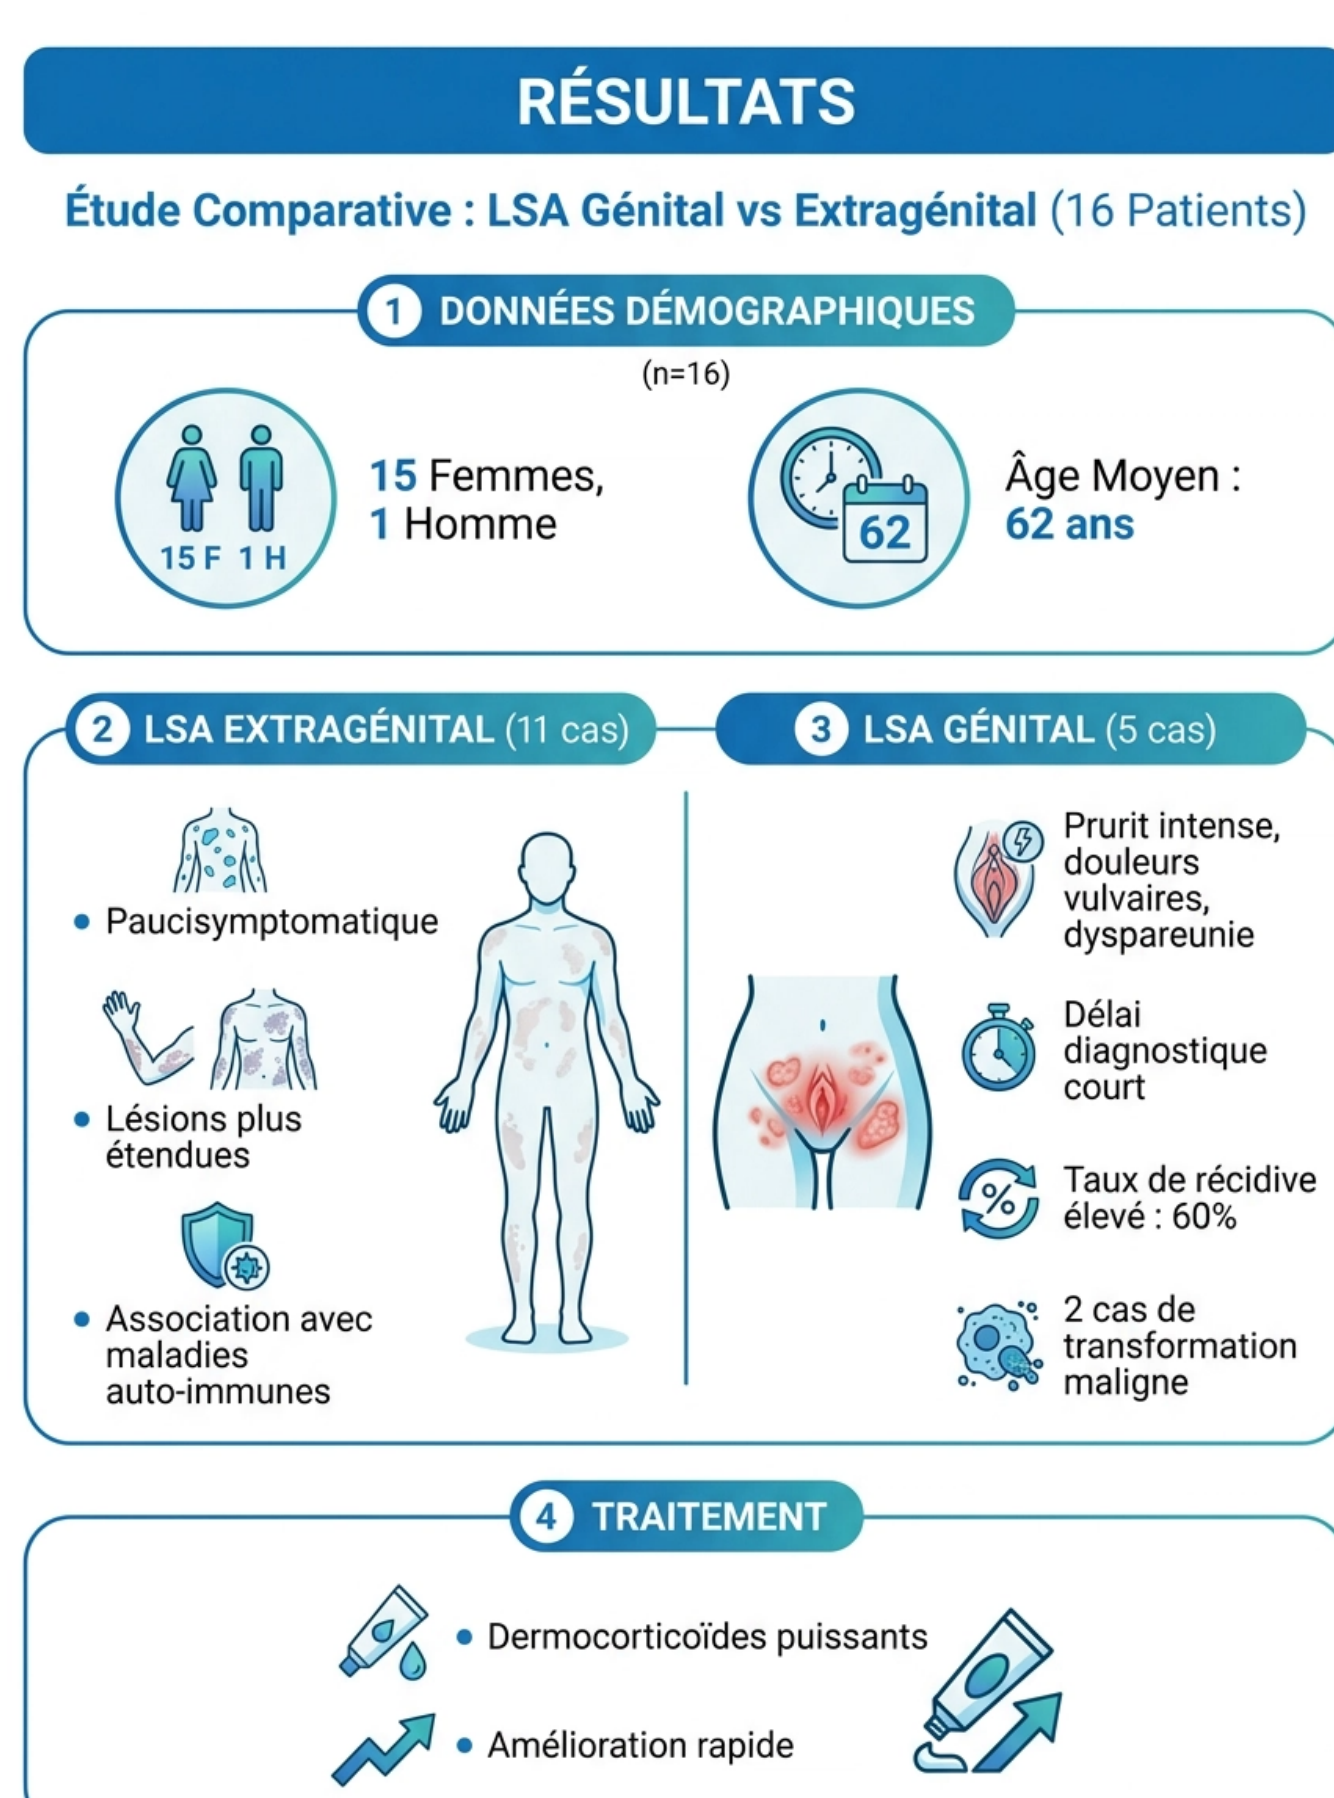 RÉSULTATS
Étude Comparative : LSA Génital vs Extragénital (16 Patients)
1 DONNÉES DÉMOGRAPHIQUES
(n=16)
15 F 1 H
15 Femmes,
1 Homme
62
Âge Moyen :
62 ans
2 LSA EXTRAGÉNITAL (11 cas)
• Paucisymptomatique
• Lésions plus
étendues
• Association avec
maladies
auto-immunes
3 LSA GÉNITAL (5 cas)
Prurit intense,
douleurs
vulvaires,
dyspareunie
Délai
diagnostique
court
%
Taux de récidive
élevé : 60%
2 cas de
transformation
maligne
4 TRAITEMENT
• Dermocorticoïdes puissants
• Amélioration rapide